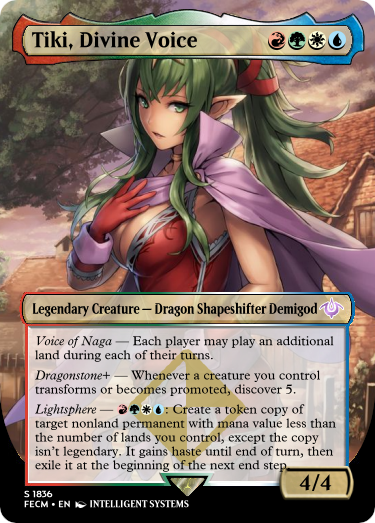 Tiki, Divine Voice
Legendary Creature — Dragon Shapeshifter Demigod
Voice of Naga — Each player may play an additional
land during each of their turns.
Dragonstone+ — Whenever a creature you control
transforms or becomes promoted, discover 5.
Lightsphere — : Create a token copy of
target nonland permanent with mana value less
than the number of lands you control, except the copy
isn't legendary. It gains haste until end of turn, then
exile it at the beginning of the next end step.
4/4
S 1836
FECM • EN INTELLIGENT SYSTEMS